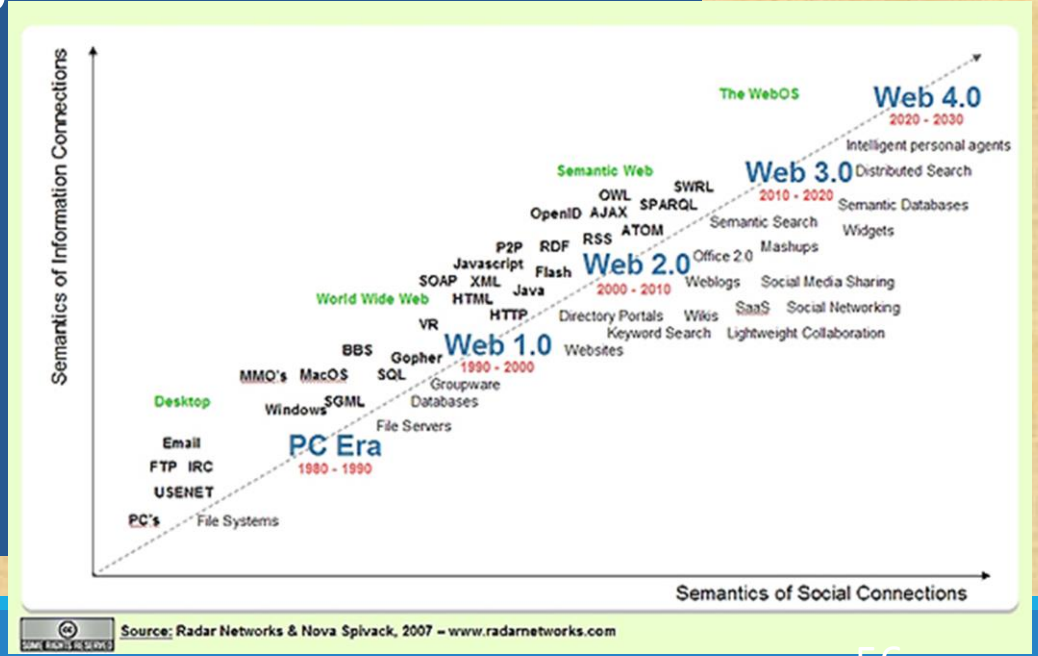 Semantics of Information Connections
The WebOS
Web 4.0
2020 - 2030
Intelligent personal agents
Semantic Web
Web 3.0
Distributed Search
2010 - 2020
SWRL
OWL
SPARQL
Semantic Databases
OpenID AJAX
Semantic Search
ATOM
Widgets
RSS
P2P RDF
Mashups
Office 2.0
Javascript
Web 2.0
Flash
SOAP XML
Weblogs Social Media Sharing
2000 - 2010
Java
World Wide Web
HTML
SaaS Social Networking
HTTP
Directory Portals Wikis
VR
Keyword Search Lightweight Collaboration
Web 1.0
Websites
BBS
Gopher
1990 - 2000
MMO's MacOS SQL
Groupware
Desktop
SGML
Databases
Windows
File Servers
Email
PC Era
FTP IRC
1980 - 1990
USENET
PC's
File Systems
Semantics of Social Connections
cc
SOME RIGHTS RESERVED
Source: Radar Networks & Nova Spivack, 2007 – www.radarnetworks.com